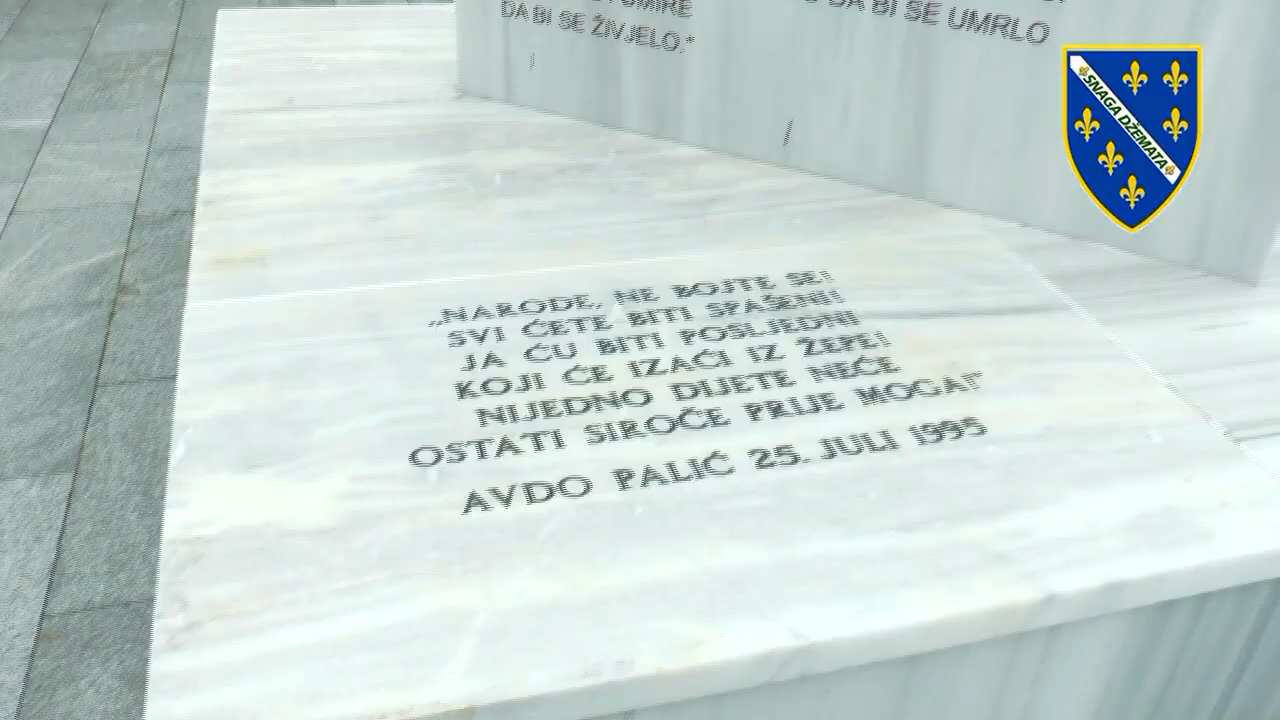 UMIRE
DA BI SE ŽIVJELO."
DA BI SE UMRLO
SNAGA DŽEMATA
„NARODE, NE BOJTE SE!
SVI ĆETE BITI SPAŠENI!
JA ĆU BITI POSLJEDNI
KOJI ĆE IZAĆI IZ ŽEPE!
NIJEDNO DIJETE NEĆE
OSTATI SIROČE PRIJE MOGA!"
AVDO PALIĆ 25. JULI 1995